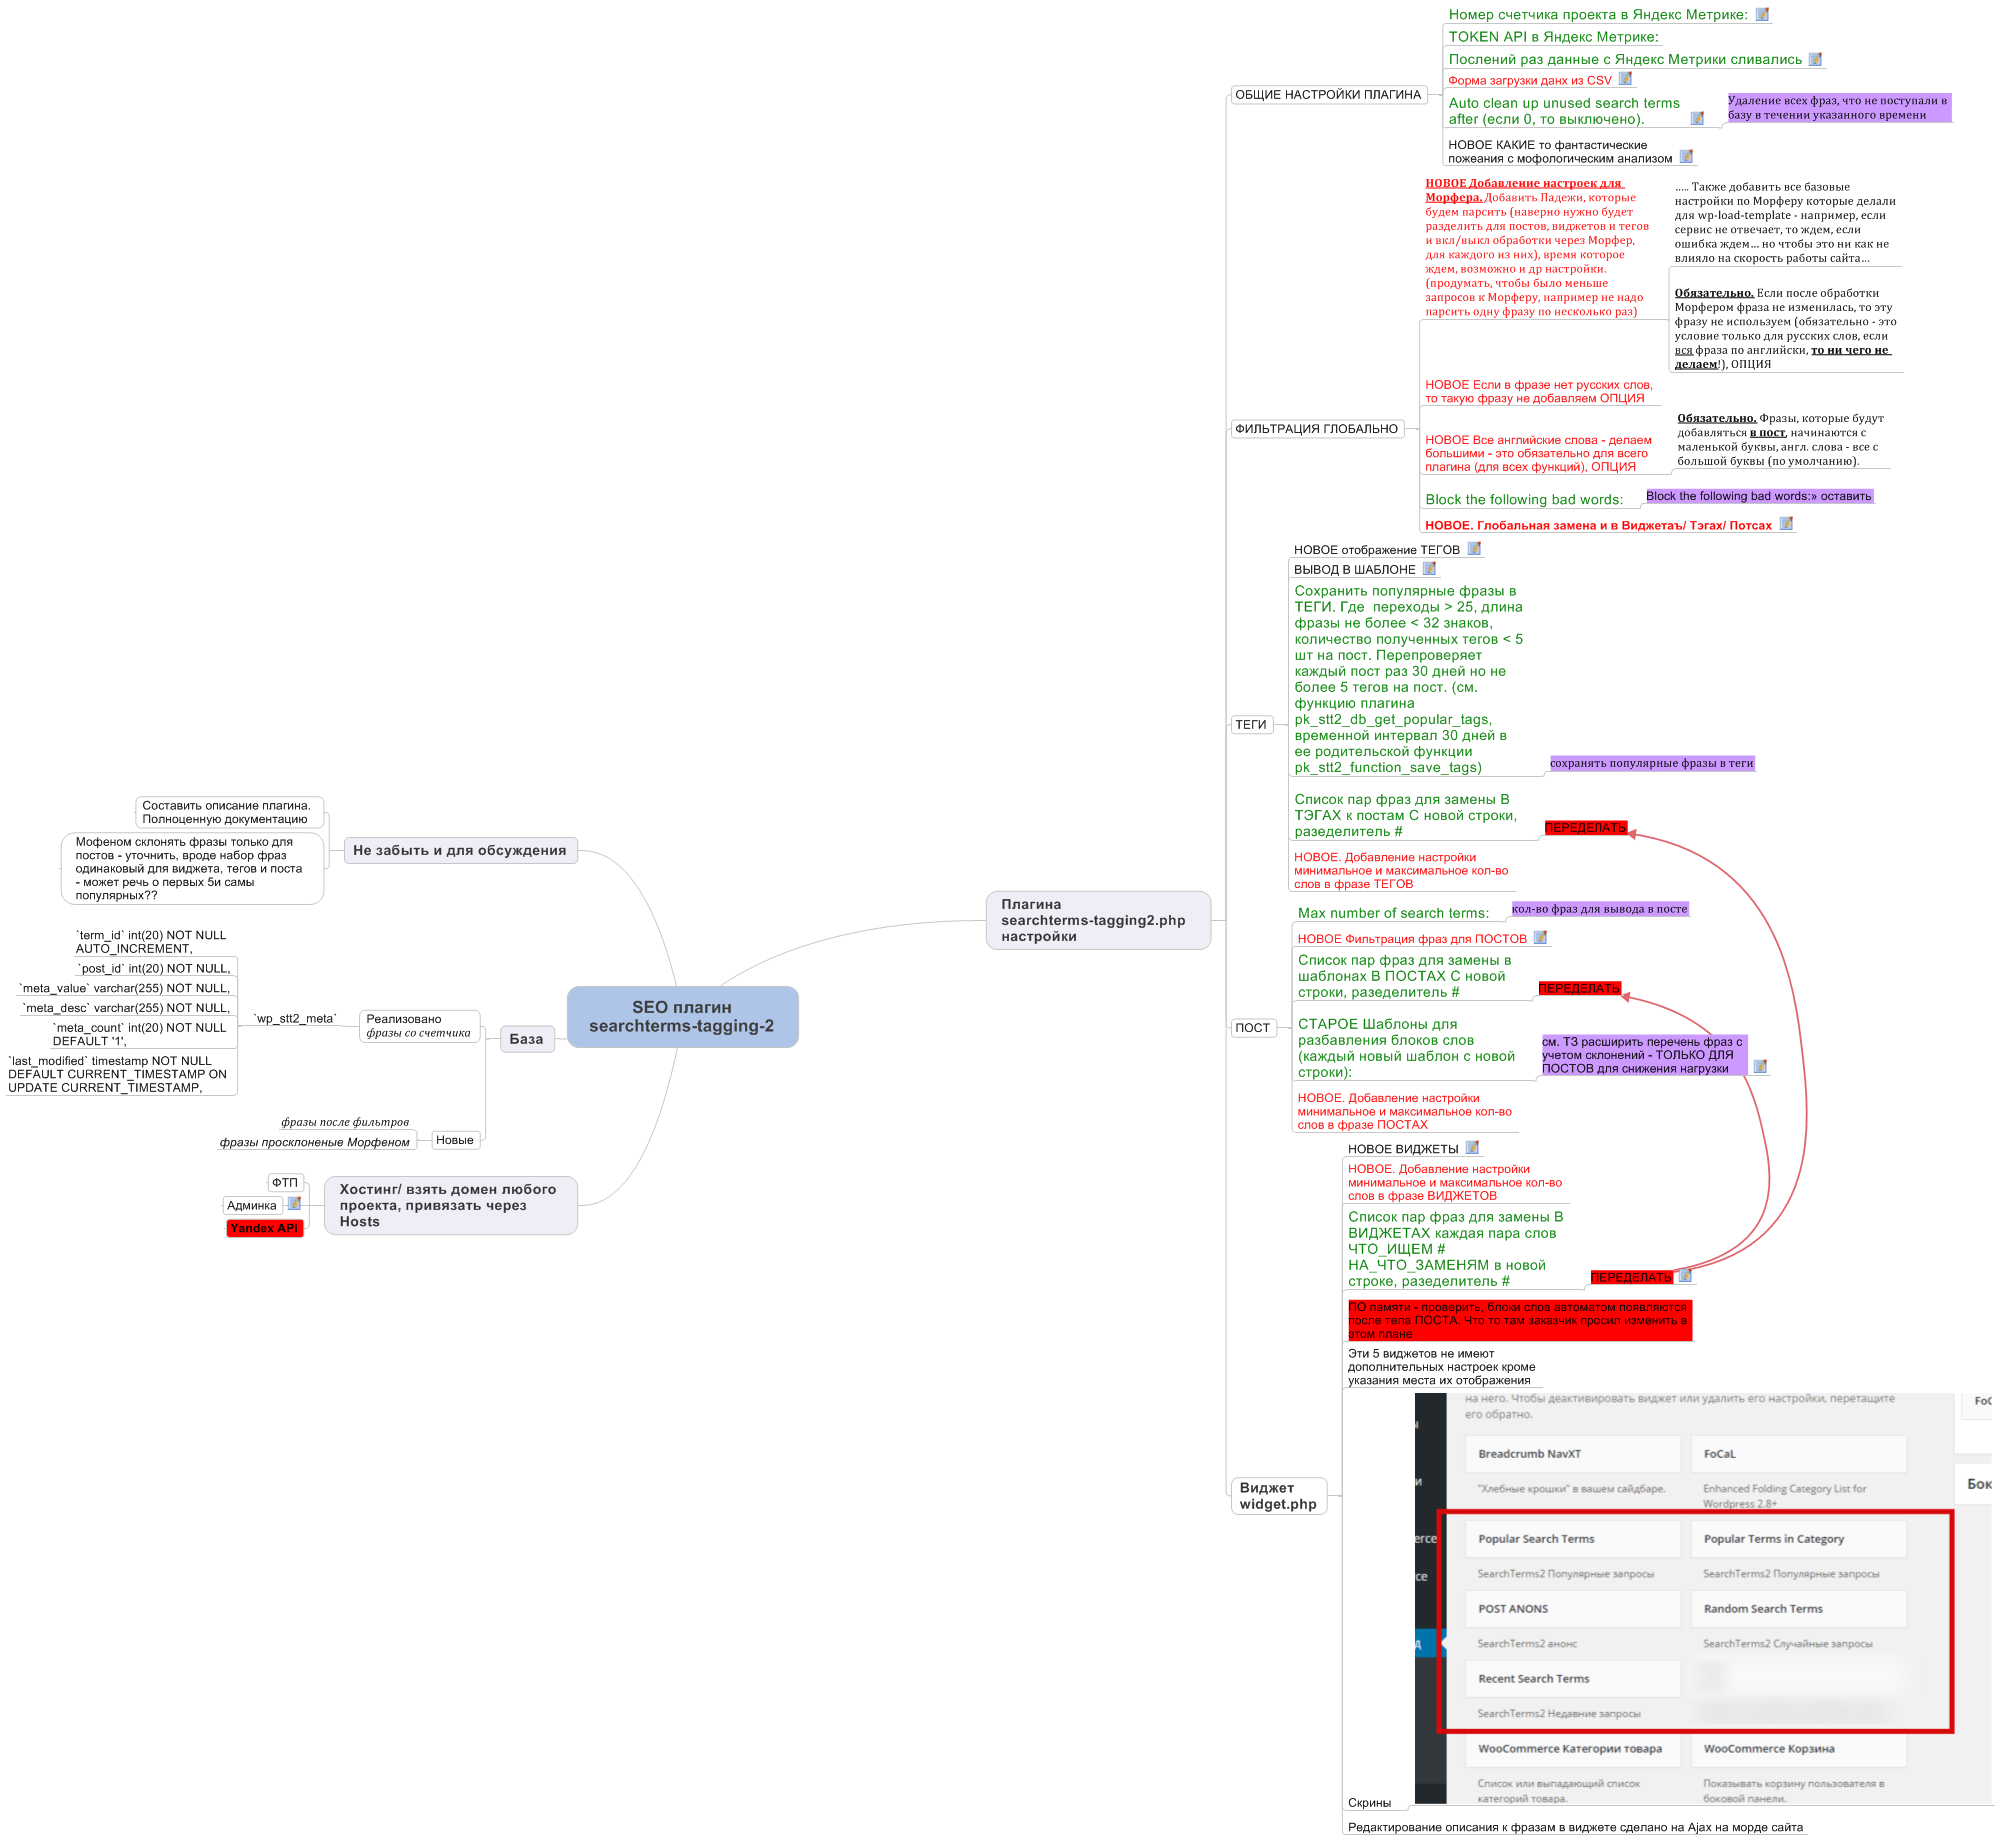 SEO плагин
searchterms-tagging-2
Плагина
searchterms-tagging2.php
настройки
ОБЩИЕ НАСТРОЙКИ ПЛАГИНА
Номер счетчика проекта в Яндекс Метрике:
TOKEN API в Яндекс Метрике:
Послений раз данные с Яндекс Метрики сливались
Форма загрузки данх из CSV
Auto clean up unused search terms
after (если 0, то выключено).
Удаление всех фраз, что не поступали в
базу в течении указанного времени
НОВОЕ КАКИЕ то фантастические
пожеания с мофологическим анализом
ФИЛЬТРАЦИЯ ГЛОБАЛЬНО
НОВОЕ Добавление настроек для
Морфера. Добавить Падежи, которые
будем парсить (наверно нужно будет
разделить для постов, виджетов и тегов
и вкл/выкл обработки через Морфер,
для каждого из них), время которое
ждем, возможно и др настройки.
(продумать, чтобы было меньше
запросов к Морферу, например не надо
парсить одну фразу по несколько раз)
..... Также добавить все базовые
настройки по Морферу которые делали
для wp-load-template - например, если
сервис не отвечает, то ждем, если
ошибка ждем... но чтобы это ни как не
влияло на скорость работы сайта...
Обязательно. Если после обработки
Морфером фраза не изменилась, то эту
фразу не используем (обязательно - это
условие только для русских слов, если
вся фраза по английски, то ни чего не
делаем!), ОПЦИЯ
НОВОЕ Если в фразе нет русских слов,
то такую фразу не добавляем ОПЦИЯ
НОВОЕ Все английские слова - делаем
большими - это обязательно для всего
плагина (для всех функций), ОПЦИЯ
Обязательно. Фразы, которые будут
добавляться в пост, начинаются с
маленькой буквы, англ. слова - все с
большой буквы (по умолчанию).
Block the following bad words:
Block the following bad words:» оставить
НОВОЕ. Глобальная замена и в Виджетаъ/ Тэгах/ Потсах
ТЕГИ
НОВОЕ отображение ТЕГОВ
ВЫВОД В ШАБЛОНЕ
Сохранить популярные фразы в
ТЕГИ. Где переходы > 25, длина
фразы не более < 32 знаков,
количество полученных тегов < 5
шт на пост. Перепроверяет
каждый пост раз 30 дней но не
более 5 тегов на пост. (см.
функцию плагина
pk_stt2_db_get_popular_tags,
временной интервал 30 дней в
ее родительской функции
pk_stt2_function_save_tags)
сохранять популярные фразы в теги
Список пар фраз для замены В
ТЭГАХ к постам С новой строки,
разеделитель #
ПЕРЕДЕЛАТЬ
НОВОЕ. Добавление настройки
минимальное и максимальное кол-во
слов в фразе ТЕГОВ
ПОСТ
Max number of search terms:
кол-во фраз для вывода в посте
НОВОЕ Фильтрация фраз для ПОСТОВ
Список пар фраз для замены в
шаблонах В ПОСТАХ С новой
строки, разеделитель #
ПЕРЕДЕЛАТЬ
СТАРОЕ Шаблоны для
разбавления блоков слов
(каждый новый шаблон с новой
строки):
см. ТЗ расширить перечень фраз с
учетом склонений - ТОЛЬКО ДЛЯ
ПОСТОВ для снижения нагрузки
НОВОЕ. Добавление настройки
минимальное и максимальное кол-во
слов в фразе ПОСТАХ
Виджет
widget.php
НОВОЕ ВИДЖЕТЫ
НОВОЕ. Добавление настройки
минимальное и максимальное кол-во
слов в фразе ВИДЖЕТОВ
Список пар фраз для замены В
ВИДЖЕТАХ каждая пара слов
ЧТО_ИЩЕМ #
НА_ЧТО_ЗАМЕНЯМ в новой
строке, разеделитель #
ПЕРЕДЕЛАТЬ
ПО памяти - проверить, блоки слов автоматом появляются
после тела ПОСТА. Что то там заказчик просил изменить в
этом плане
Эти 5 виджетов не имеют
дополнительных настроек кроме
указания места их отображения
Скрины
на него. Чтобы деактивировать виджет или удалить его настройки, перетащите
его обратно.
Breadcrumb NavXT
FoCaL
"Хлебные крошки" в вашем сайдбаре.
Enhanced Folding Category List for
Wordpress 2.8+
Popular Search Terms
Popular Terms in Category
SearchTerms2 Популярные запросы
SearchTerms2 Популярные запросы
POST ANONS
Random Search Terms
SearchTerms2 анонс
SearchTerms2 Случайные запросы
Recent Search Terms
SearchTerms2 Недавние запросы
WooCommerce Категории товара
WooCommerce Корзина
Список или выпадающий список
категорий товара.
Показывать корзину пользователя в
боковой панели.
Бок
Редактирование описания к фразам в виджете сделано на Ajax на морде сайта
Не забыть и для обсуждения
Составить описание плагина.
Полноценную документацию
Мофеном склонять фразы только для
постов - уточнить, вроде набор фраз
одинаковый для виджета, тегов и поста
- может речь о первых 5и самы
популярных??
База
Реализовано
фразы со счетчика
`wp_stt2_meta`
`term_id` int(20) NOT NULL
AUTO_INCREMENT,
`post_id` int(20) NOT NULL,
`meta_value` varchar(255) NOT NULL,
`meta_desc` varchar(255) NOT NULL,
`meta_count` int(20) NOT NULL
DEFAULT '1',
`last_modified` timestamp NOT NULL
DEFAULT CURRENT_TIMESTAMP ON
UPDATE CURRENT_TIMESTAMP,
Новые
фразы после фильтров
фразы просклоненые Морфеном
Хостинг/ взять домен любого
проекта, привязать через
Hosts
ФТП
Админка
Yandex API